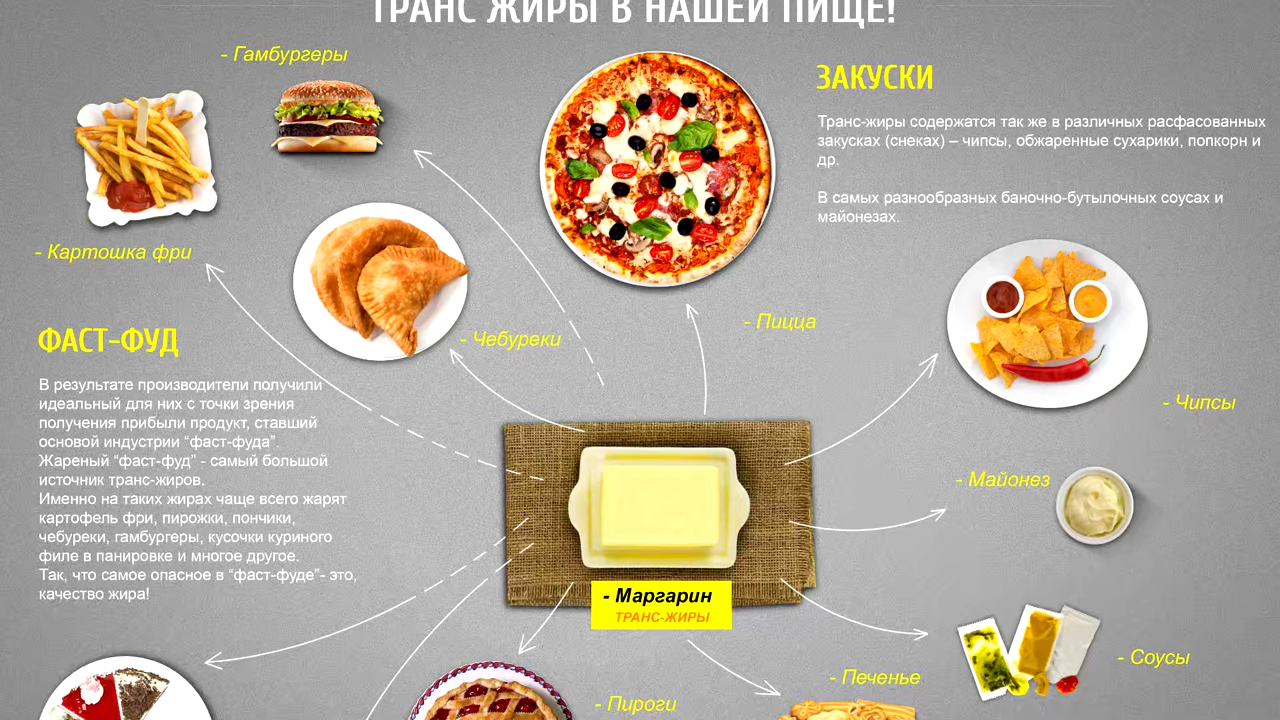 ТРАНС ЖИРЫ В НАШЕЙ ПИЩЕ!
- Гамбургеры
ЗАКУСКИ
Транс-жиры содержатся так же в различных расфасованных
закусках (снеках) – чипсы, обжаренные сухарики, попкорн и
др.
В самых разнообразных баночно-бутылочных соусах и
майонезах.
- Картошка фри
- Чебуреки
- Пицца
ФАСТ-ФУД
В результате производители получили
идеальный для них с точки зрения
получения прибыли продукт, ставший
основой индустрии “фаст-фуда”.
Жареный “фаст-фуд” - самый большой
источник транс-жиров.
Именно на таких жирах чаще всего жарят
картофель фри, пирожки, пончики,
чебуреки, гамбургеры, кусочки куриного
филе в панировке и многое другое.
Так, что самое опасное в “фаст-фуде”- это,
качество жира!
- Чипсы
- Майонез
- Маргарин
ТРАНС-ЖИРЫ
- Соусы
- Печенье
- Пироги